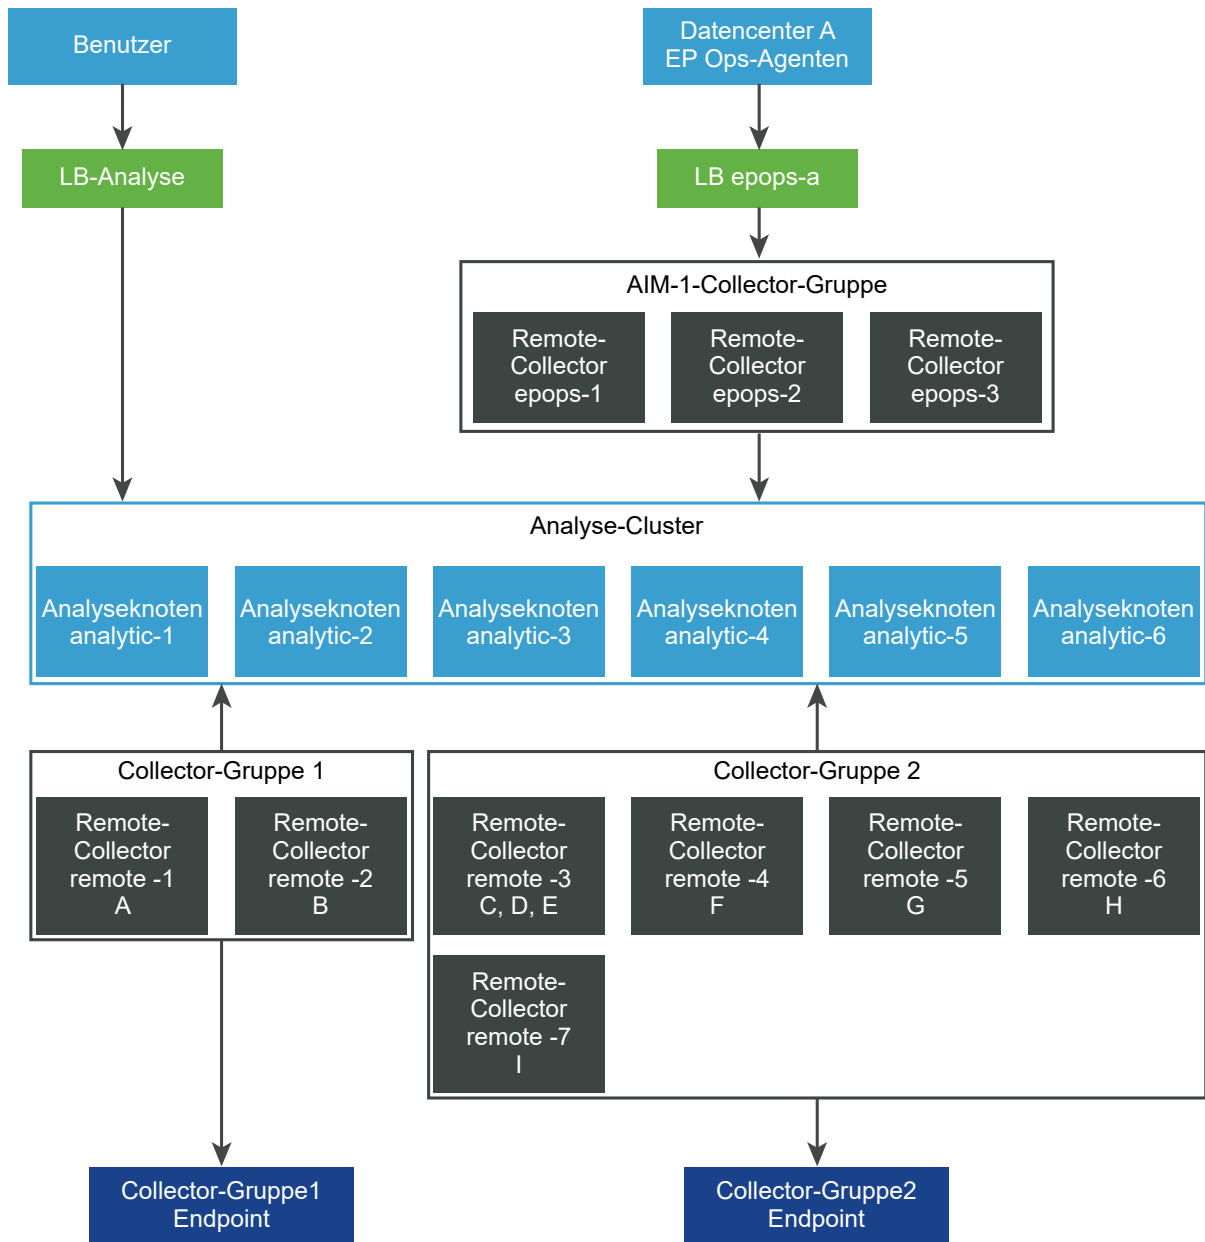 Benutzer
Datencenter A
EP Ops-Agenten
LB-Analyse
LB epops-a
AIM-1-Collector-Gruppe
Remote-
Collector
epops-1
Remote-
Collector
epops-2
Remote-
Collector
epops-3
Analyse-Cluster
Analyseknoten
analytic-1
Analyseknoten
analytic-2
Analyseknoten
analytic-3
Analyseknoten
analytic-4
Analyseknoten
analytic-5
Analyseknoten
analytic-6
Collector-Gruppe 1
Remote-
Collector
remote -1
A
Remote-
Collector
remote -2
B
Collector-Gruppe 2
Remote-
Collector
remote -3
C, D, E
Remote-
Collector
remote -4
F
Remote-
Collector
remote -5
G
Remote-
Collector
remote -6
H
Remote-
Collector
remote -7
I
Collector-Gruppe1
Endpoint
Collector-Gruppe2
Endpoint